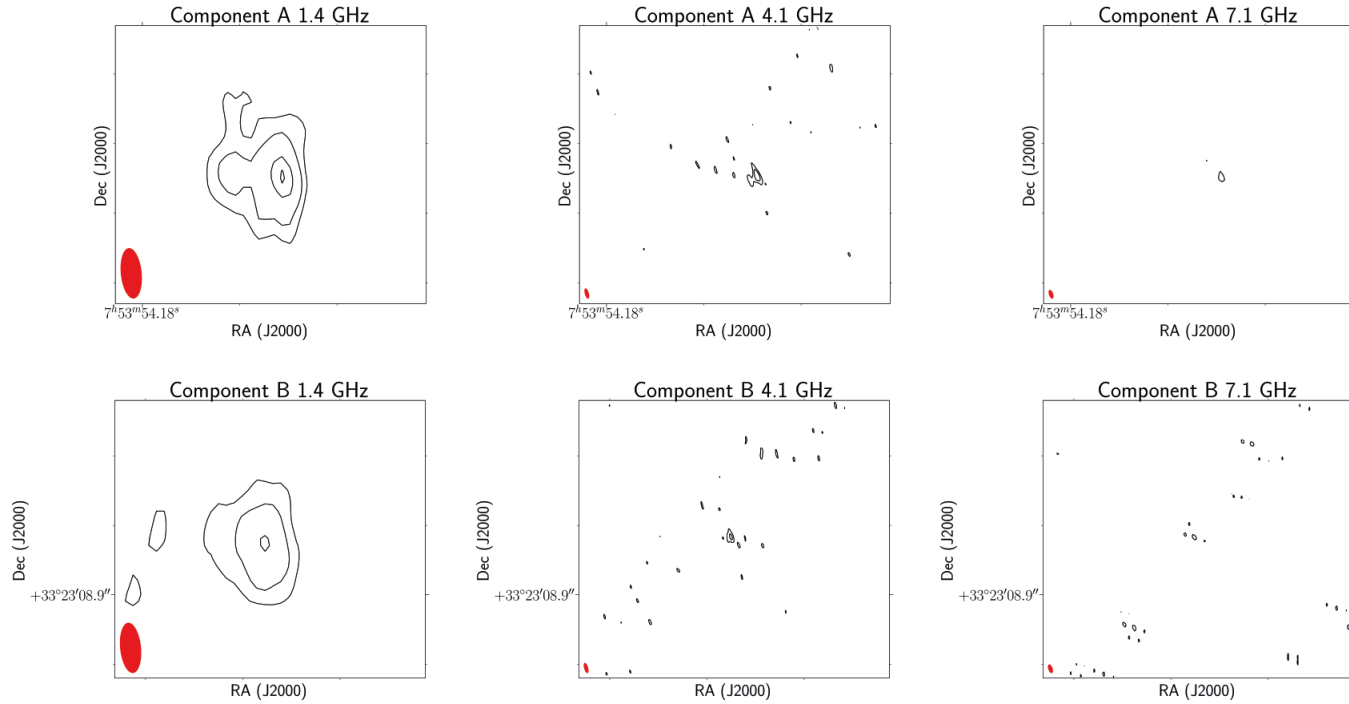 Component A 1.4 GHz
Component A 4.1 GHz
Component A 7.1 GHz
Dec (J2000)
Dec (J2000)
Dec (J2000)
7ʰ53ᵐ54.18ˢ
7ʰ53ᵐ54.18ˢ
7ʰ53ᵐ54.18ˢ
RA (J2000)
RA (J2000)
RA (J2000)
Component B 1.4 GHz
Component B 4.1 GHz
Component B 7.1 GHz
Dec (J2000)
Dec (J2000)
Dec (J2000)
+33°23′08.9″
+33°23′08.9″
+33°23′08.9″
RA (J2000)
RA (J2000)
RA (J2000)